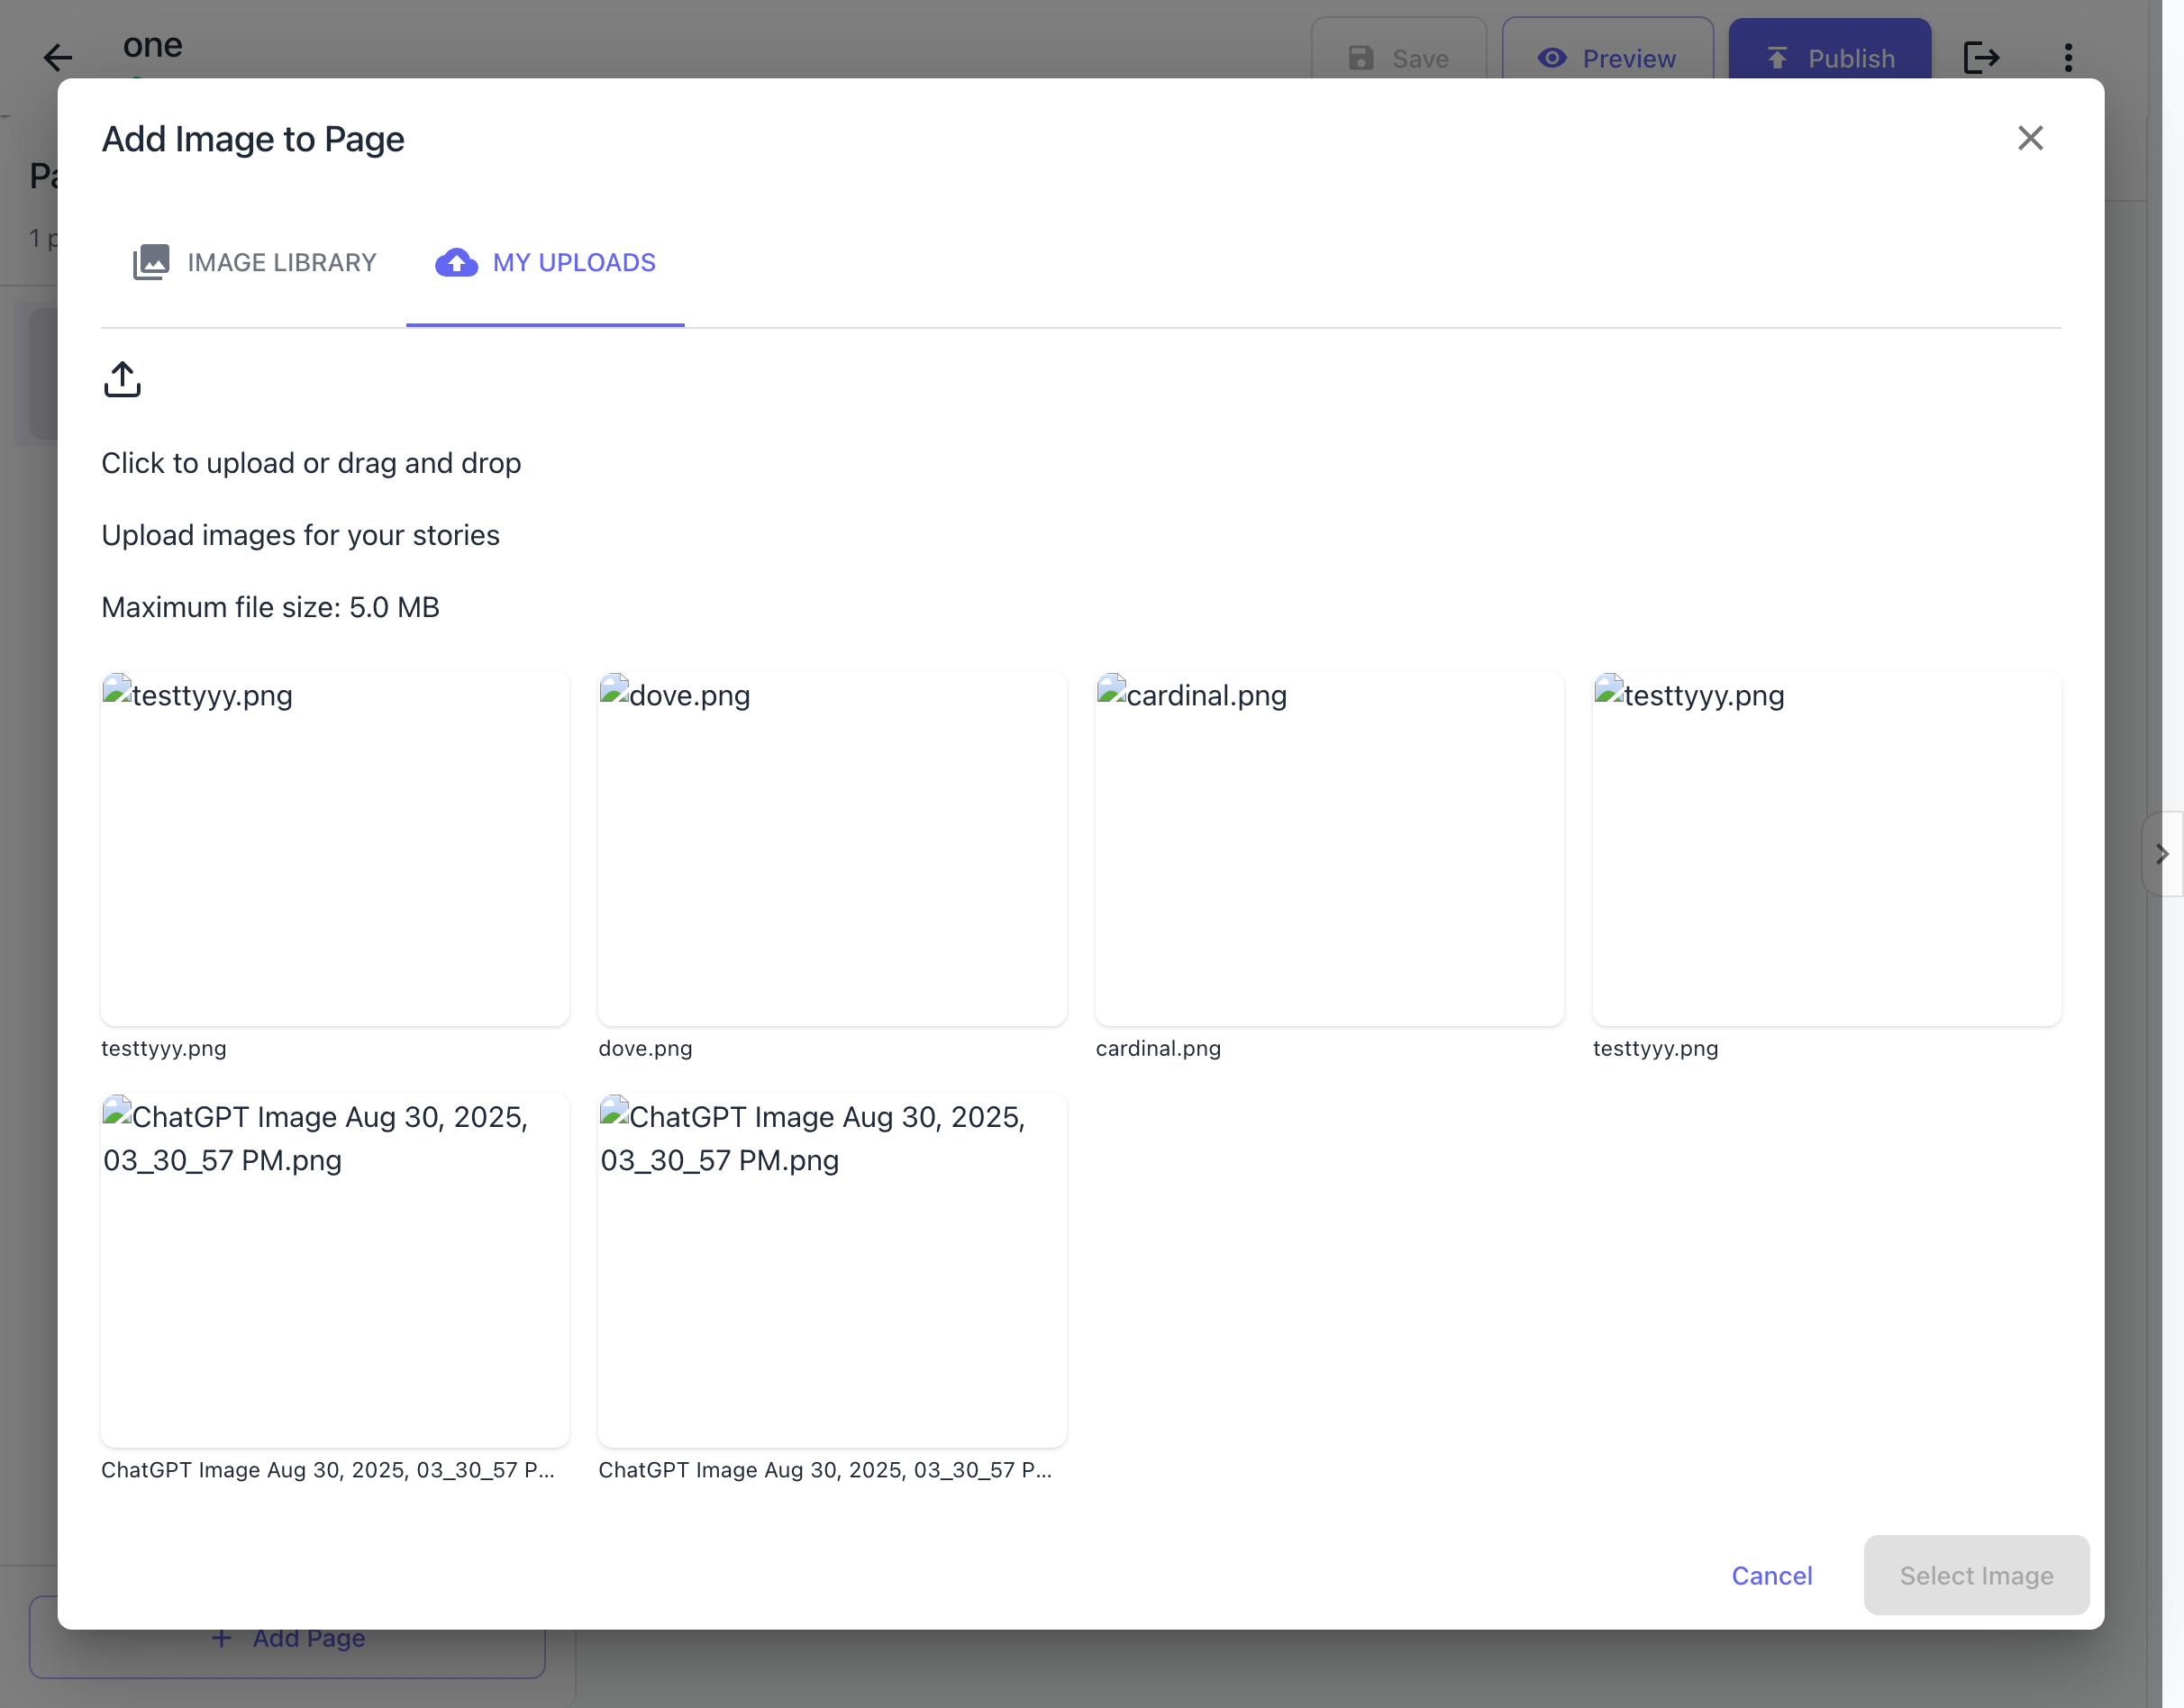 one
Save
Preview
Publish
Add Image to Page
IMAGE LIBRARY
MY UPLOADS
Click to upload or drag and drop
Upload images for your stories
Maximum file size: 5.0 MB
testtyyy.png
dove.png
cardinal.png
testtyyy.png
testtyyy.png
dove.png
cardinal.png
testtyyy.png
ChatGPT Image Aug 30, 2025,
03_30_57 PM.png
ChatGPT Image Aug 30, 2025,
03_30_57 PM.png
ChatGPT Image Aug 30, 2025, 03_30_57 P...
ChatGPT Image Aug 30, 2025, 03_30_57 P...
Cancel
Select Image
Add Page